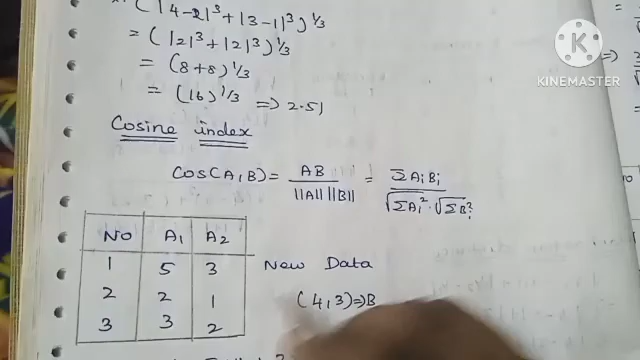 (|4-2|³+|3-1|³)⅓
= (|2|³+|2|³)⅓
= (8+8)⅓
= (16)⅓ => 2.51
KINEMASTER
Cosine index
Cos(A,B) = AB / ||A|| ||B|| = ΣAᵢBᵢ / √ΣAᵢ² · √ΣBᵢ²
NO A₁ A₂
1 5 3
2 2 1
3 3 2
New Data
(4,3)=>B